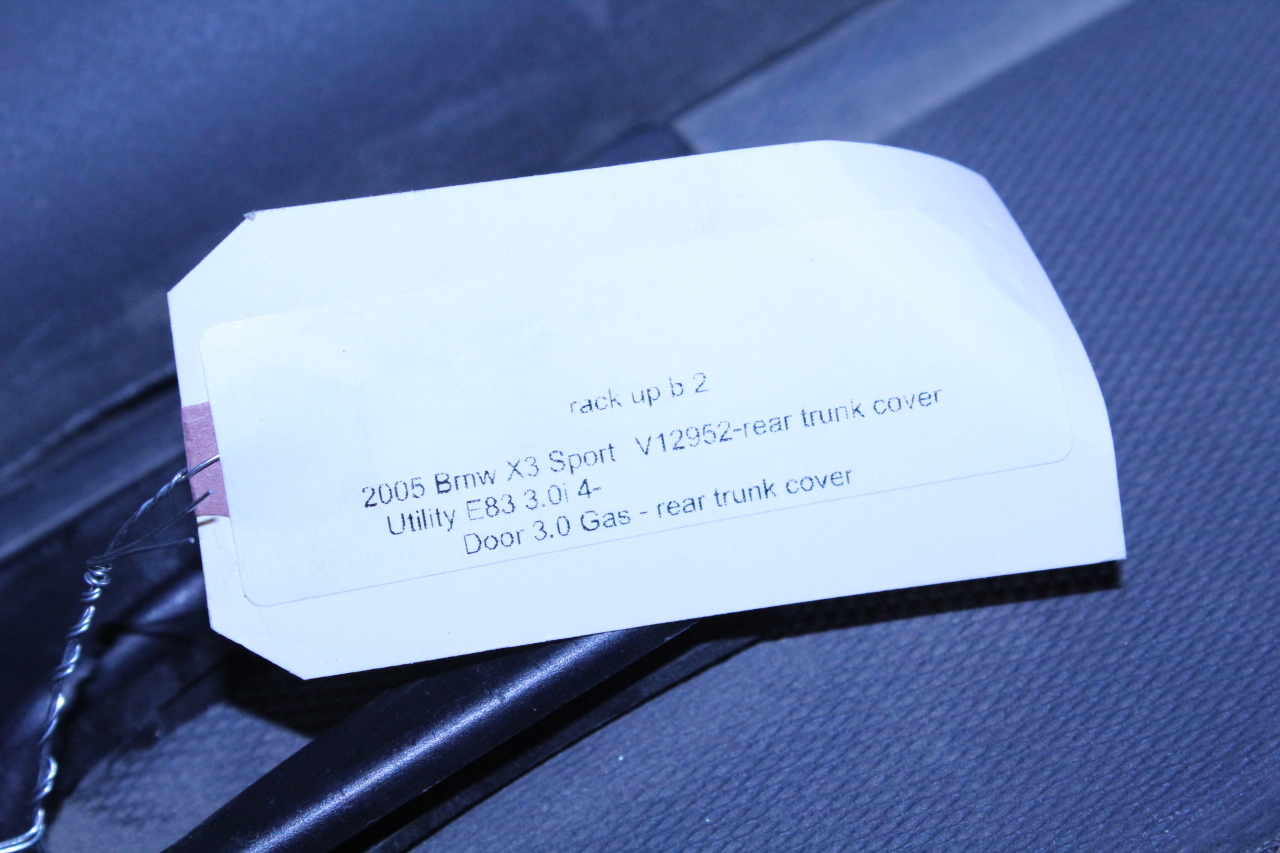 rack up b 2
2005 Bmw X3 Sport V12952-rear trunk cover
Utility E83 3.0i 4-
Door 3.0 Gas - rear trunk cover